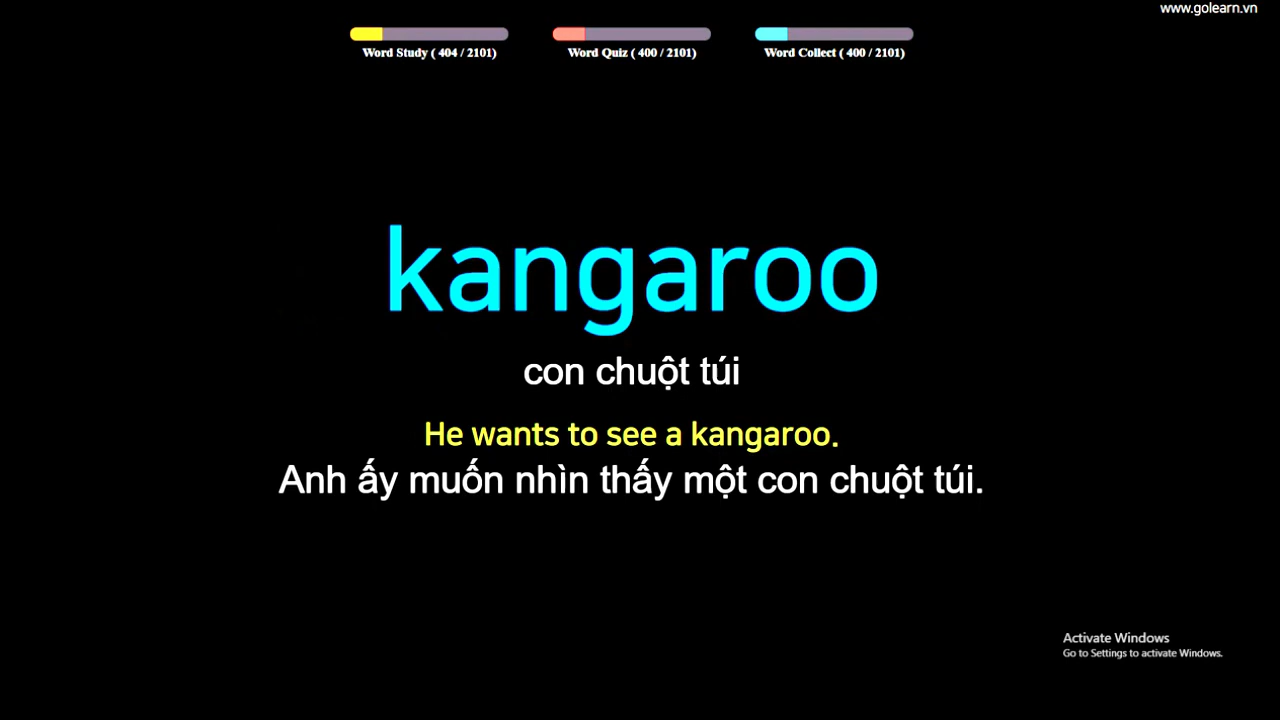 www.golearn.vn
Word Study ( 404 / 2101)
Word Quiz ( 400 / 2101)
Word Collect ( 400 / 2101)
kangaroo
con chuột túi
He wants to see a kangaroo.
Anh ấy muốn nhìn thấy một con chuột túi.
Activate Windows
Go to Settings to activate Windows.